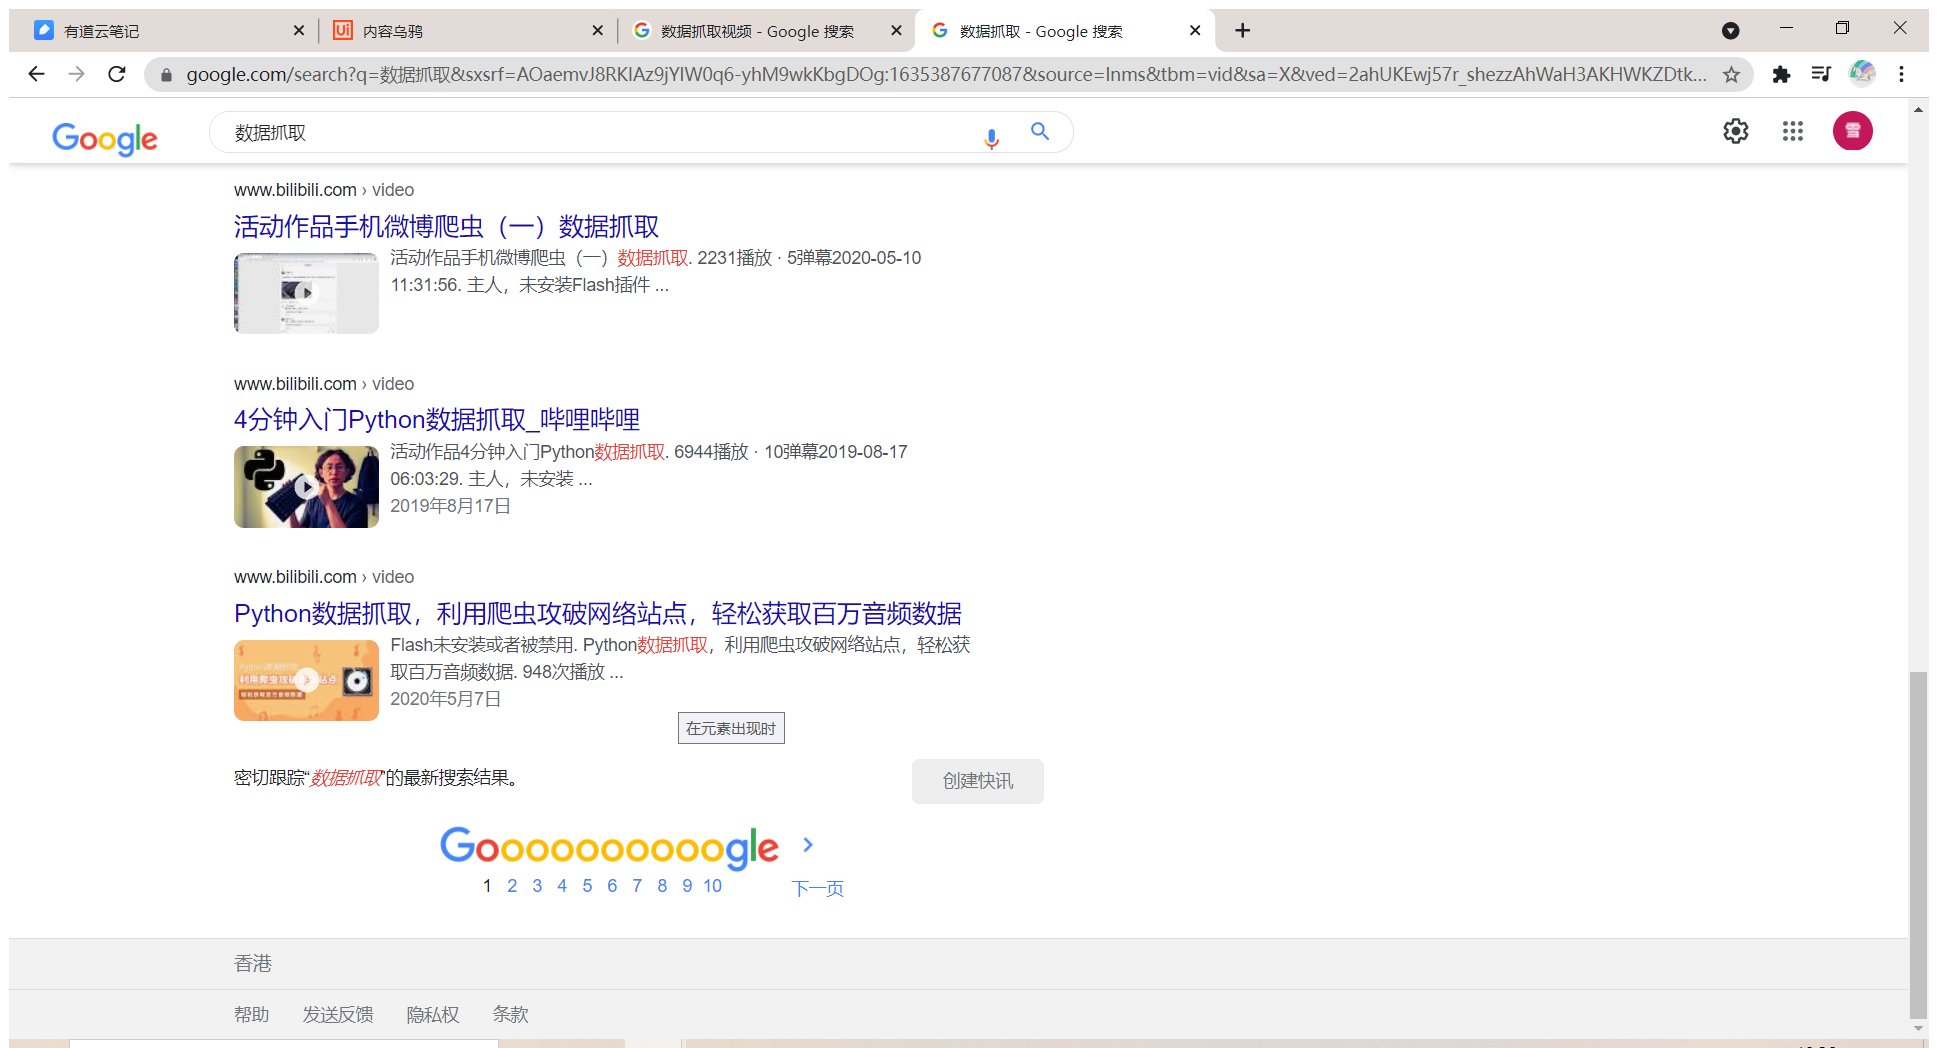 有道云笔记
Ui 内容乌鸦
数据抓取视频 - Google 搜索
数据抓取 - Google 搜索
google.com/search?q=数据抓取&sxsrf=AOaemvJ8RKIAz9jYIW0q6-yhM9wkKbgDOg:1635387677087&source=lnms&tbm=vid&sa=X&ved=2ahUKEwj57r_shezzAhWaH3AKHWKZDtk...
Google
数据抓取
雪
www.bilibili.com › video
活动作品手机微博爬虫（一）数据抓取
活动作品手机微博爬虫（一）数据抓取. 2231播放 · 5弹幕2020-05-10
11:31:56. 主人，未安装Flash插件 ...
www.bilibili.com › video
4分钟入门Python数据抓取_哔哩哔哩
活动作品4分钟入门Python数据抓取. 6944播放 · 10弹幕2019-08-17
06:03:29. 主人，未安装 ...
2019年8月17日
www.bilibili.com › video
Python数据抓取，利用爬虫攻破网络站点，轻松获取百万音频数据
Flash未安装或者被禁用. Python数据抓取，利用爬虫攻破网络站点，轻松获
取百万音频数据. 948次播放 ...
2020年5月7日
在元素出现时
密切跟踪“数据抓取”的最新搜索结果。
创建快讯
Goooooooooogle
1 2 3 4 5 6 7 8 9 10
下一页
香港
帮助 发送反馈 隐私权 条款